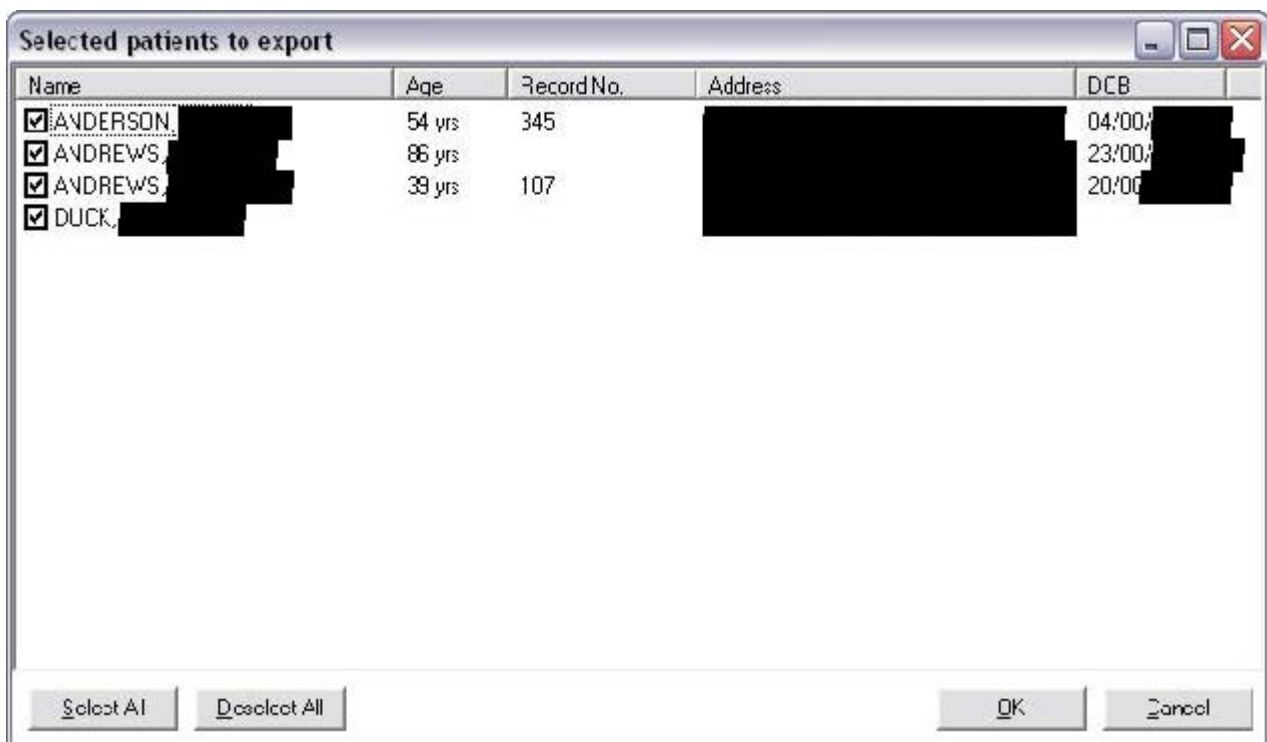 Selected patients to export
Name Age Record No. Address DOB
ANDERSON, 54 yrs 345 04/00/
ANDREWS, 86 yrs 23/00/
ANDREWS, 39 yrs 107 20/00
DUCK,
Select All Deselect All OK Cancel